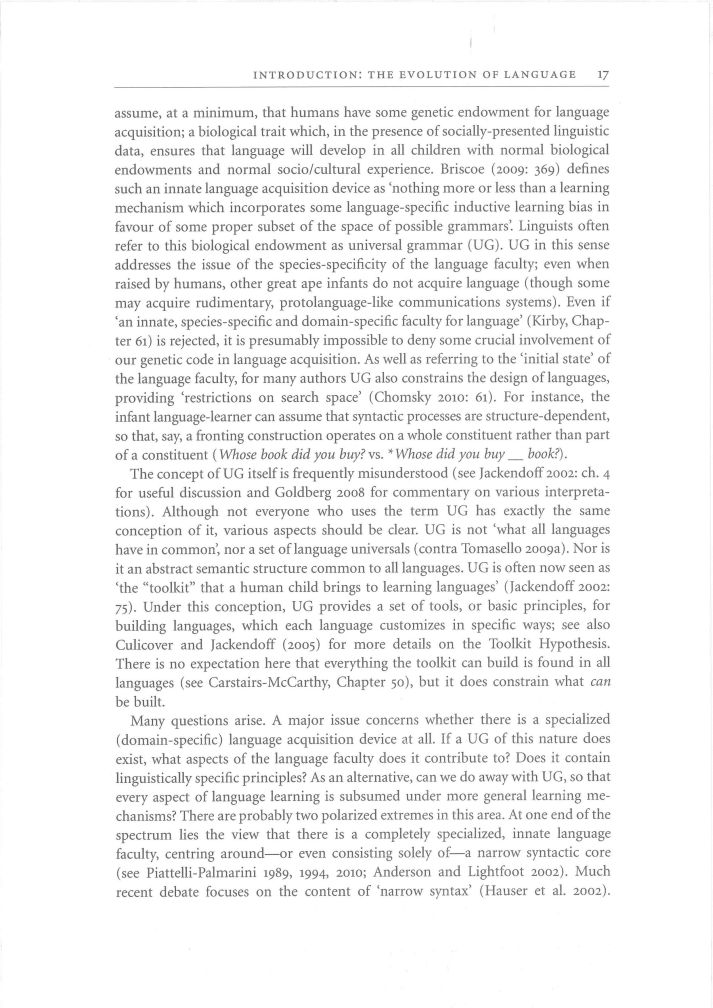 INTRODUCTION: THE EVOLUTION OF LANGUAGE 17
assume, at a minimum, that humans have some genetic endowment for language
acquisition; a biological trait which, in the presence of socially-presented linguistic
data, ensures that language will develop in all children with normal biological
endowments and normal socio/cultural experience. Briscoe (2009: 369) defines
such an innate language acquisition device as ‘nothing more or less than a learning
mechanism which incorporates some language-specific inductive learning bias in
favour of some proper subset of the space of possible grammars’. Linguists often
refer to this biological endowment as universal grammar (UG). UG in this sense
addresses the issue of the species-specificity of the language faculty; even when
raised by humans, other great ape infants do not acquire language (though some
may acquire rudimentary, protolanguage-like communications systems). Even if
‘an innate, species-specific and domain-specific faculty for language’ (Kirby, Chap-
ter 61) is rejected, it is presumably impossible to deny some crucial involvement of
our genetic code in language acquisition. As well as referring to the ‘initial state’ of
the language faculty, for many authors UG also constrains the design of languages,
providing ‘restrictions on search space’ (Chomsky 2010: 61). For instance, the
infant language-learner can assume that syntactic processes are structure-dependent,
so that, say, a fronting construction operates on a whole constituent rather than part
of a constituent (Whose book did you buy? vs. *Whose did you buy __ book?).
The concept of UG itself is frequently misunderstood (see Jackendoff 2002: ch. 4
for useful discussion and Goldberg 2008 for commentary on various interpreta-
tions). Although not everyone who uses the term UG has exactly the same
conception of it, various aspects should be clear. UG is not ‘what all languages
have in common’, nor a set of language universals (contra Tomasello 2009a). Nor is
it an abstract semantic structure common to all languages. UG is often now seen as
‘the “toolkit” that a human child brings to learning languages’ (Jackendoff 2002:
75). Under this conception, UG provides a set of tools, or basic principles, for
building languages, which each language customizes in specific ways; see also
Culicover and Jackendoff (2005) for more details on the Toolkit Hypothesis.
There is no expectation here that everything the toolkit can build is found in all
languages (see Carstairs-McCarthy, Chapter 50), but it does constrain what can
be built.
Many questions arise. A major issue concerns whether there is a specialized
(domain-specific) language acquisition device at all. If a UG of this nature does
exist, what aspects of the language faculty does it contribute to? Does it contain
linguistically specific principles? As an alternative, can we do away with UG, so that
every aspect of language learning is subsumed under more general learning me-
chanisms? There are probably two polarized extremes in this area. At one end of the
spectrum lies the view that there is a completely specialized, innate language
faculty, centring around—or even consisting solely of—a narrow syntactic core
(see Piattelli-Palmarini 1989, 1994, 2010; Anderson and Lightfoot 2002). Much
recent debate focuses on the content of ‘narrow syntax’ (Hauser et al. 2002).